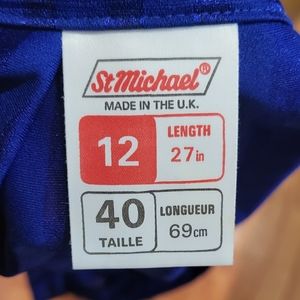 St Michael®
MADE IN THE U.K.
12 LENGTH
27in
40 LONGUEUR
TAILLE 69cm